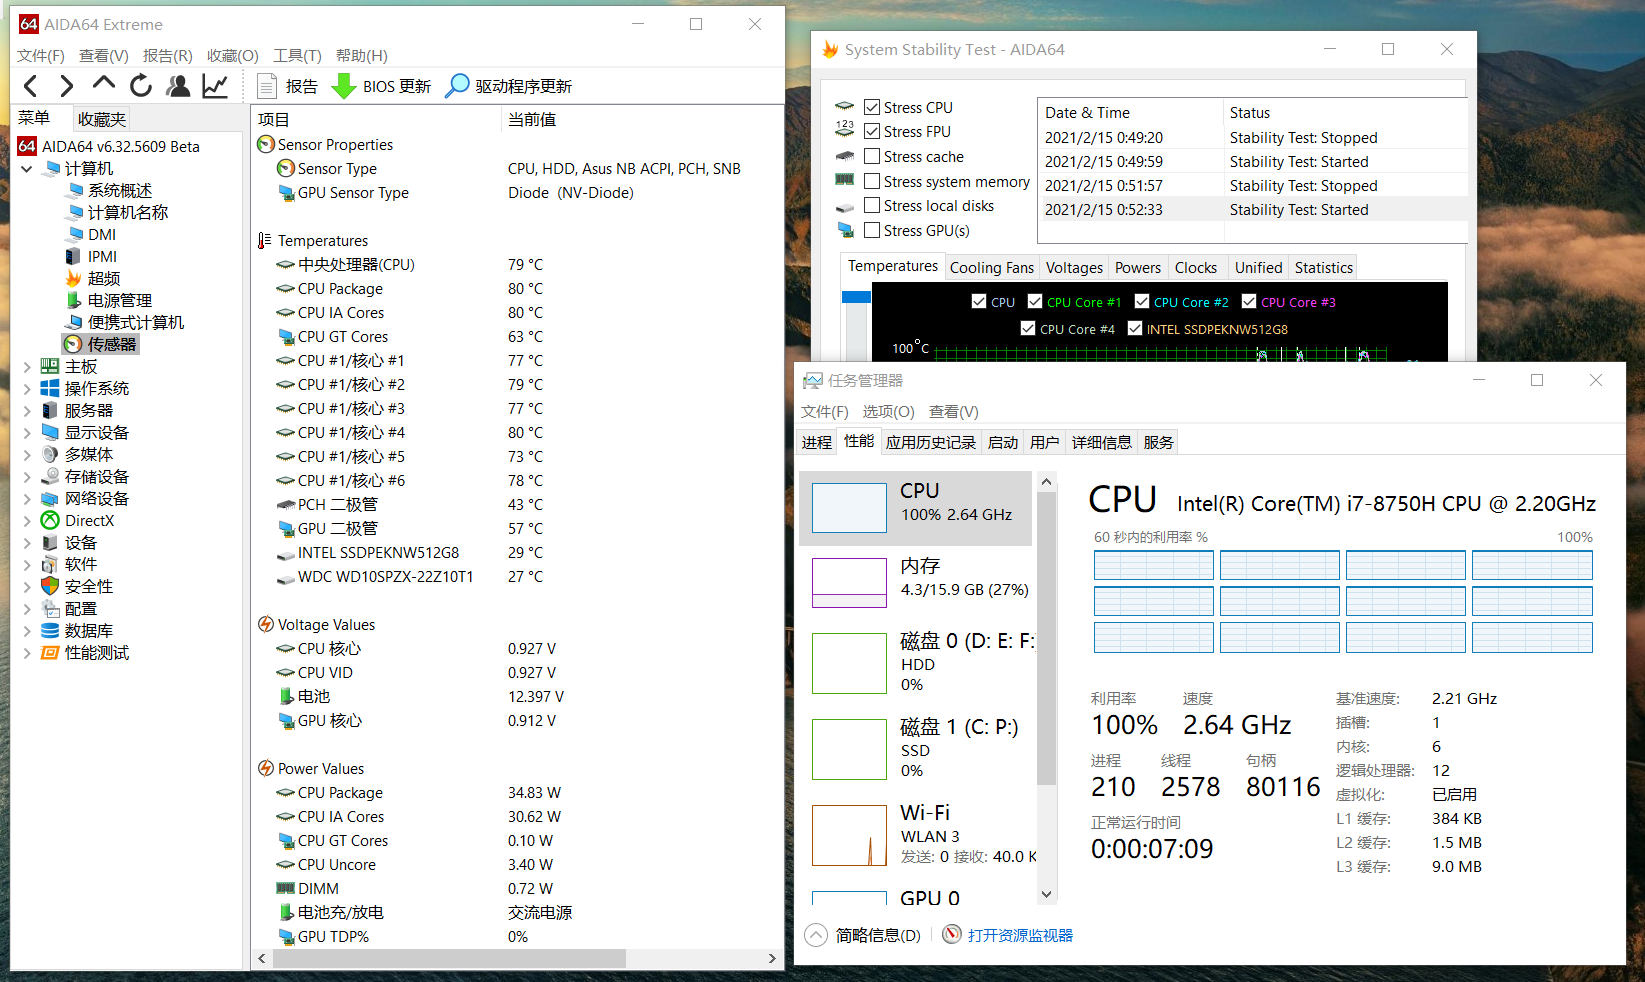 AIDA64 Extreme
文件(F) 查看(V) 报告(R) 收藏(O) 工具(T) 帮助(H)
报告 BIOS 更新 驱动程序更新
菜单 收藏夹
AIDA64 v6.32.5609 Beta
计算机
系统概述
计算机名称
DMI
IPMI
超频
电源管理
便携式计算机
传感器
主板
操作系统
服务器
显示设备
多媒体
存储设备
网络设备
DirectX
设备
软件
安全性
配置
数据库
性能测试
项目 当前值
Sensor Properties
Sensor Type CPU, HDD, Asus NB ACPI, PCH, SNB
GPU Sensor Type Diode (NV-Diode)
Temperatures
中央处理器(CPU) 79 °C
CPU Package 80 °C
CPU IA Cores 80 °C
CPU GT Cores 63 °C
CPU #1/核心 #1 77 °C
CPU #1/核心 #2 79 °C
CPU #1/核心 #3 77 °C
CPU #1/核心 #4 80 °C
CPU #1/核心 #5 73 °C
CPU #1/核心 #6 78 °C
PCH 二极管 43 °C
GPU 二极管 57 °C
INTEL SSDPEKNW512G8 29 °C
WDC WD10SPZX-22Z10T1 27 °C
Voltage Values
CPU 核心 0.927 V
CPU VID 0.927 V
电池 12.397 V
GPU 核心 0.912 V
Power Values
CPU Package 34.83 W
CPU IA Cores 30.62 W
CPU GT Cores 0.10 W
CPU Uncore 3.40 W
DIMM 0.72 W
电池充/放电 交流电源
GPU TDP% 0%
System Stability Test - AIDA64
Stress CPU
Stress FPU
Stress cache
Stress system memory
Stress local disks
Stress GPU(s)
Date & Time Status
2021/2/15 0:49:20 Stability Test: Stopped
2021/2/15 0:49:59 Stability Test: Started
2021/2/15 0:51:57 Stability Test: Stopped
2021/2/15 0:52:33 Stability Test: Started
Temperatures Cooling Fans Voltages Powers Clocks Unified Statistics
CPU CPU Core #1 CPU Core #2 CPU Core #3
CPU Core #4 INTEL SSDPEKNW512G8
100°C
任务管理器
文件(F) 选项(O) 查看(V)
进程 性能 应用历史记录 启动 用户 详细信息 服务
CPU
100% 2.64 GHz
内存
4.3/15.9 GB (27%)
磁盘 0 (D: E: F:
HDD
0%
磁盘 1 (C: P:)
SSD
0%
Wi-Fi
WLAN 3
发送: 0 接收: 40.0 K
GPU 0
CPU Intel(R) Core(TM) i7-8750H CPU @ 2.20GHz
60 秒内的利用率 % 100%
利用率 速度
100% 2.64 GHz
进程 线程 句柄
210 2578 80116
正常运行时间
0:00:07:09
基准速度: 2.21 GHz
插槽: 1
内核: 6
逻辑处理器: 12
虚拟化: 已启用
L1 缓存: 384 KB
L2 缓存: 1.5 MB
L3 缓存: 9.0 MB
简略信息(D) 打开资源监视器